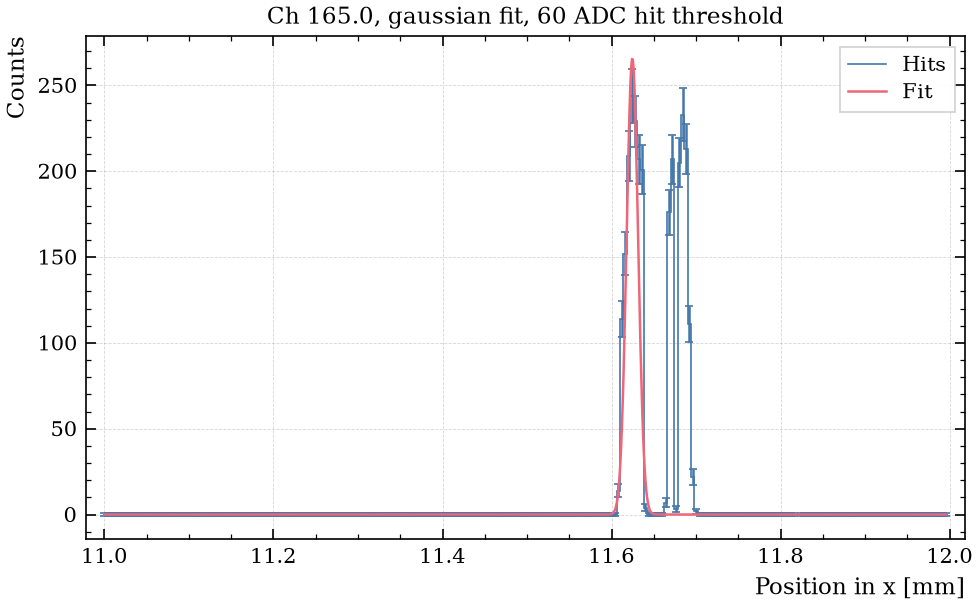 Ch 165.0, gaussian fit, 60 ADC hit threshold
Counts
Hits
Fit
250
200
150
100
50
0
11.0 11.2 11.4 11.6 11.8 12.0
Position in x [mm]